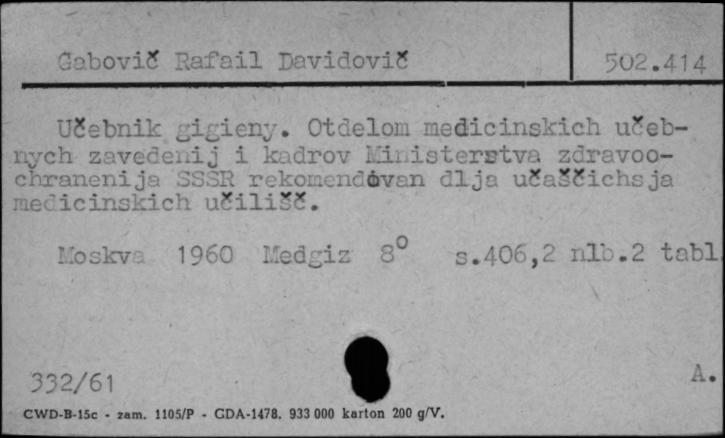 Gabovič Rafail Davidovič
502.414
Učebnik gigieny. Otdelom medicinskich učeb-
nych zavedenij i kadrov Ministerstva zdravoo-
chranenija SSSR rekomendovan dlja učaščichsja
medicinskich učilišč.
Moskva 1960 Medgiz 8° s.406,2 nlb.2 tabl
332/61
A.
CWD-B-15c - zam. 1105/P - GDA-1478. 933 000 karton 200 g/V.